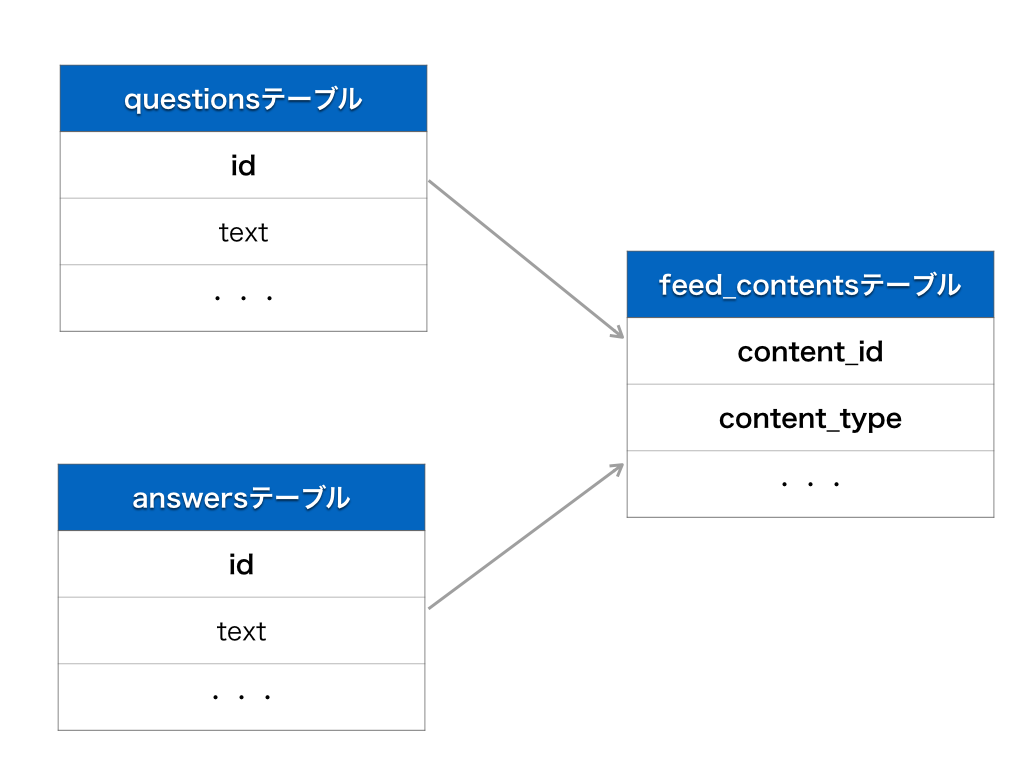 questionsテーブル
id
text
・・・
feed_contentsテーブル
content_id
content_type
・・・
answersテーブル
id
text
・・・